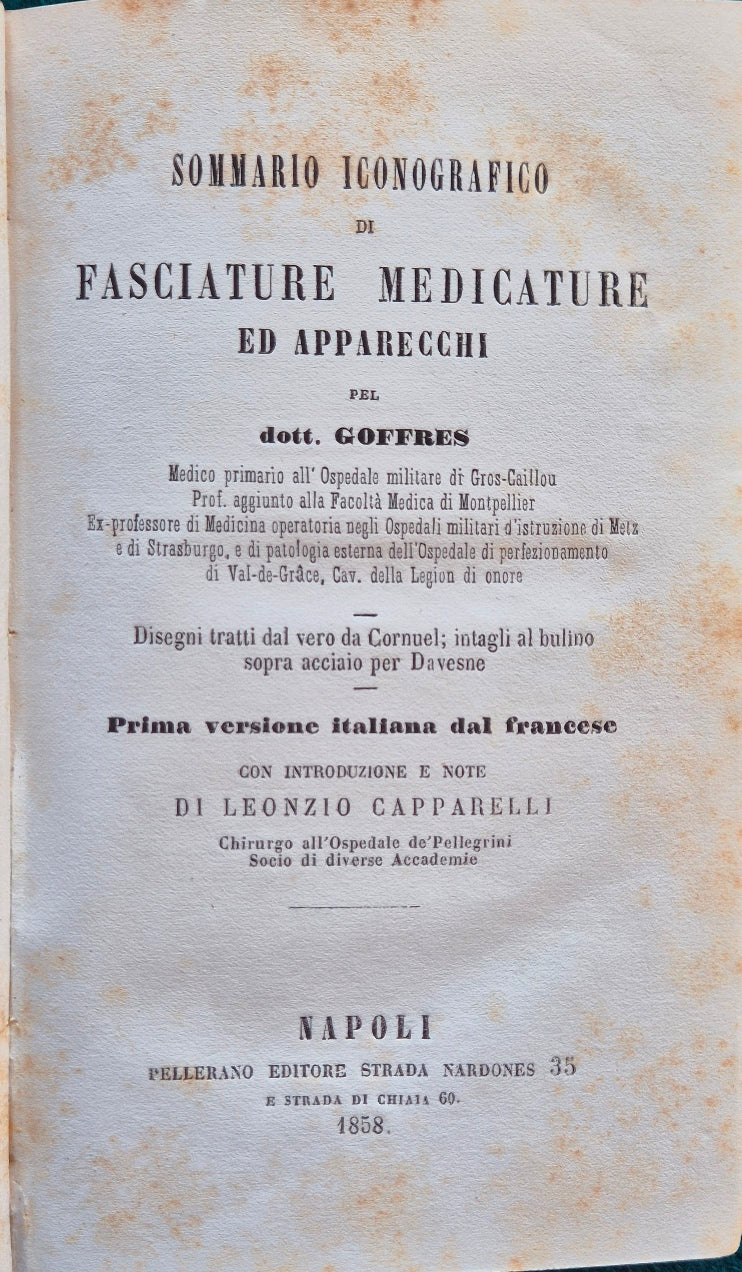 SOMMARIO ICONOGRAFICO
DI
FASCIATURE MEDICATURE
ED APPARECCHI
PEL
dott. GOFFRES
Medico primario all' Ospedale militare di Gros-Caillou
Prof. aggiunto alla Facoltà Medica di Montpellier
Ex-professore di Medicina operatoria negli Ospedali militari d'istruzione di Metz
e di Strasburgo, e di patologia esterna dell'Ospedale di perfezionamento
di Val-de-Grâce, Cav. della Legion di onore
Disegni tratti dal vero da Cornuel; intagli al bulino
sopra acciaio per Davesne
Prima versione italiana dal francese
CON INTRODUZIONE E NOTE
DI LEONZIO CAPPARELLI
Chirurgo all'Ospedale de'Pellegrini
Socio di diverse Accademie
NAPOLI
PELLERANO EDITORE STRADA NARDONES 35
E STRADA DI CHIAIA 60.
1858.